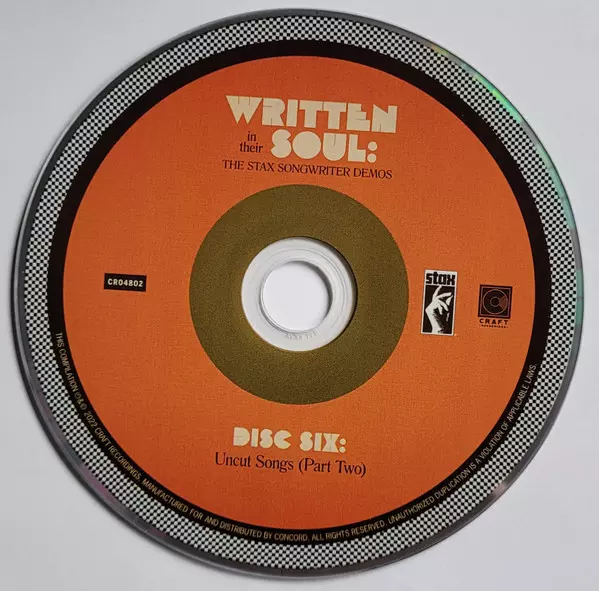 WRITTEN
in their SOUL:
THE STAX SONGWRITER DEMOS
CR04802
stax
CRAFT
RECORDINGS
DISC SIX:
Uncut Songs (Part Two)
THIS COMPILATION ℗&© 2022 CRAFT RECORDINGS. MANUFACTURED FOR AND DISTRIBUTED BY CONCORD. ALL RIGHTS RESERVED. UNAUTHORIZED DUPLICATION IS A VIOLATION OF APPLICABLE LAWS.